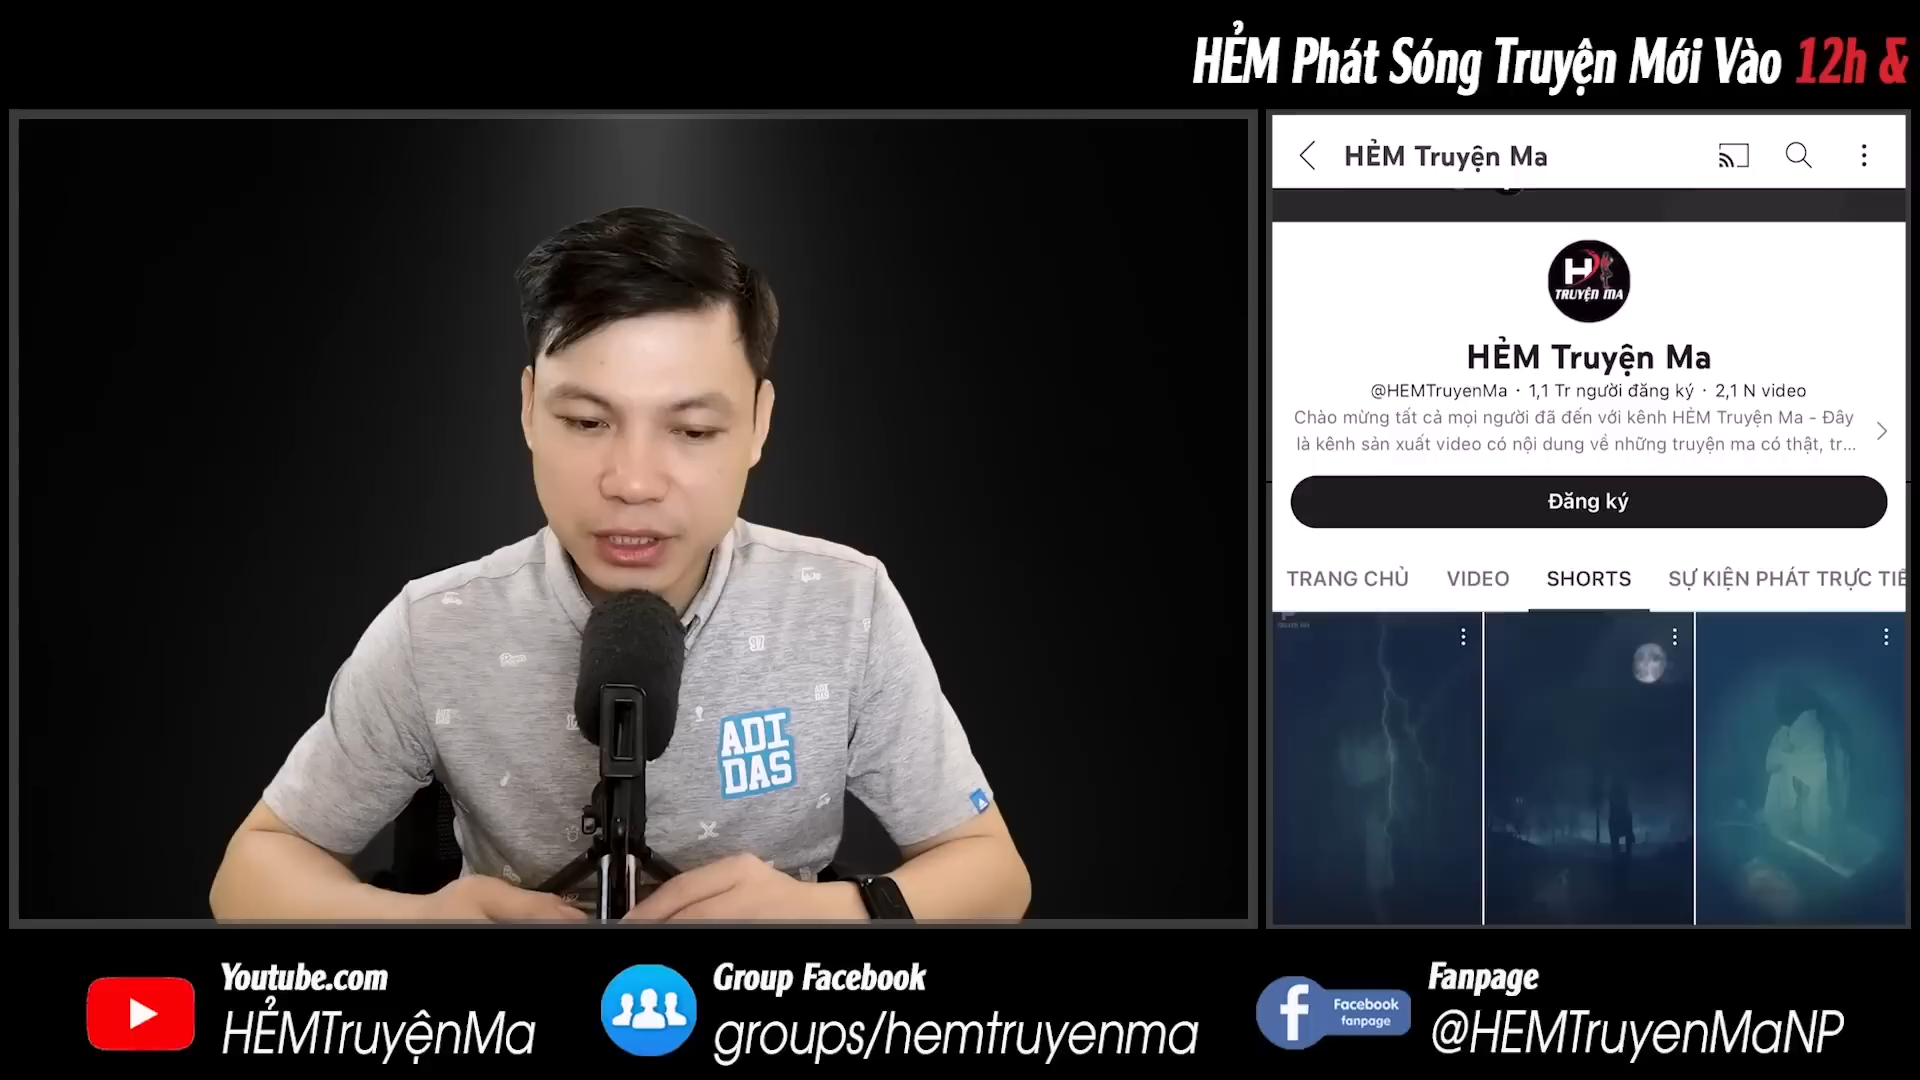 HẺM Phát Sóng Truyện Mới Vào 12h &
HẺM Truyện Ma
H
TRUYỆN MA
HẺM Truyện Ma
@HEMTruyenMa · 1,1 Tr người đăng ký · 2,1 N video
Chào mừng tất cả mọi người đã đến với kênh HẺM Truyện Ma - Đây
là kênh sản xuất video có nội dung về những truyện ma có thật, tr...
Đăng ký
TRANG CHỦ VIDEO SHORTS SỰ KIỆN PHÁT TRỰC TIẾ
97
ADI
DAS
Youtube.com
HẺMTruyệnMa
Group Facebook
groups/hemtruyenma
Facebook
fanpage
Fanpage
@HEMTruyenMaNP